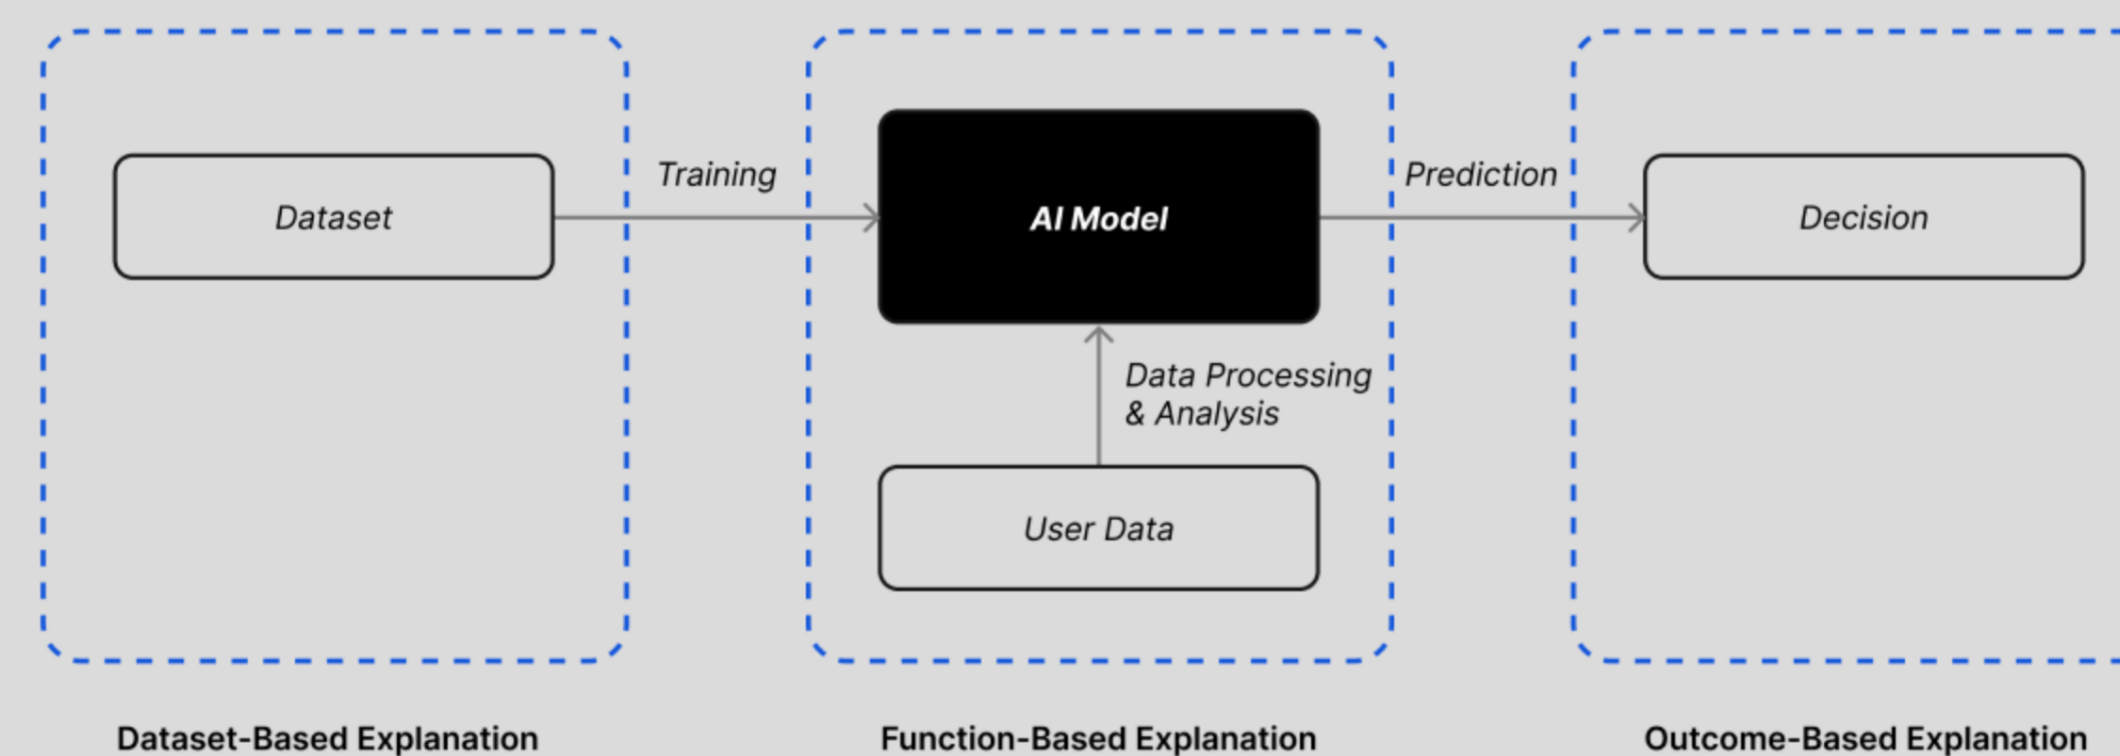 Dataset
Training
AI Model
Prediction
Decision
Data Processing
& Analysis
User Data
Dataset-Based Explanation
Function-Based Explanation
Outcome-Based Explanation